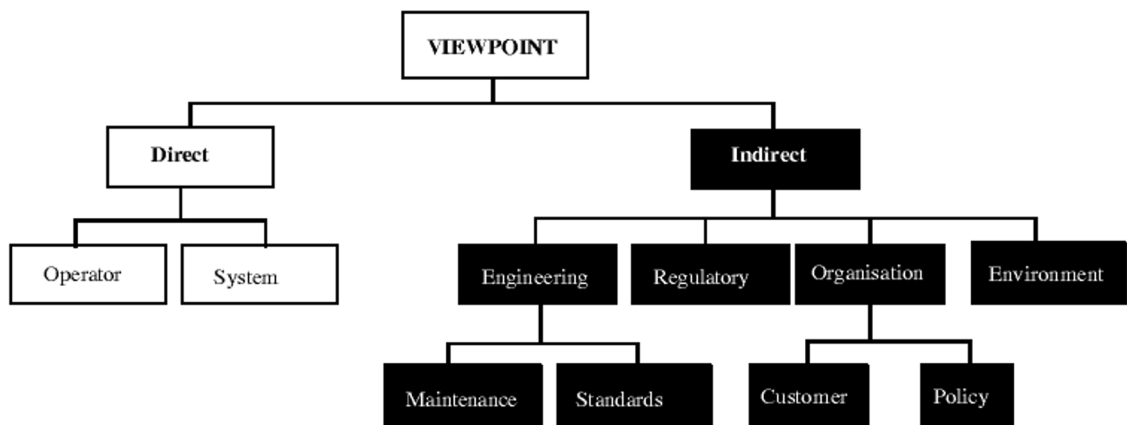 VIEWPOINT
Direct
Indirect
Operator
System
Engineering
Regulatory
Organisation
Environment
Maintenance
Standards
Customer
Policy